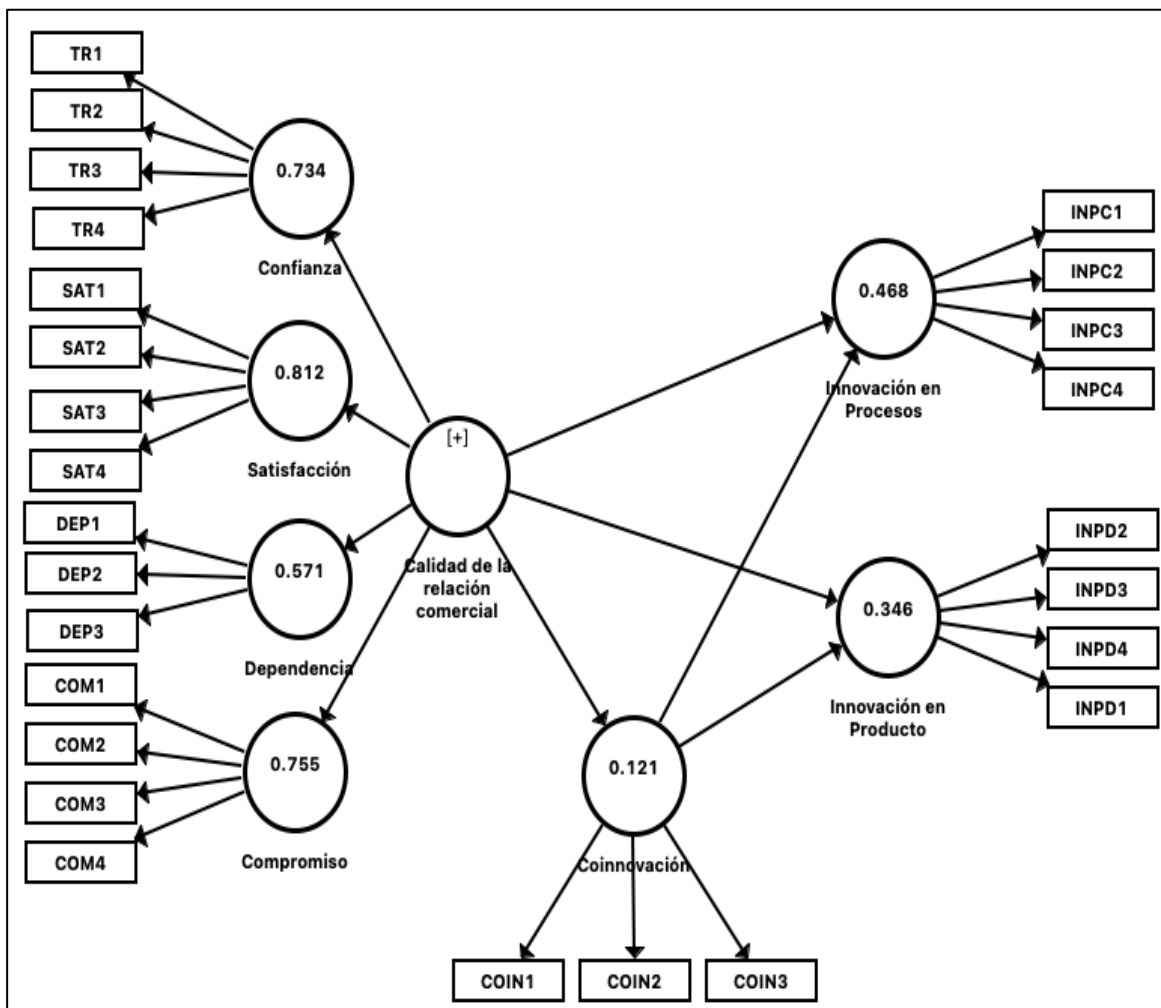 TR1
TR2
TR3
TR4
0.734
Confianza
SAT1
SAT2
SAT3
SAT4
0.812
Satisfacción
DEP1
DEP2
DEP3
0.571
Dependencia
COM1
COM2
COM3
COM4
0.755
Compromiso
[+]
Calidad de la
relación
comercial
0.121
Coinnovación
COIN1
COIN2
COIN3
0.468
Innovación en
Procesos
INPC1
INPC2
INPC3
INPC4
0.346
Innovación en
Producto
INPD2
INPD3
INPD4
INPD1